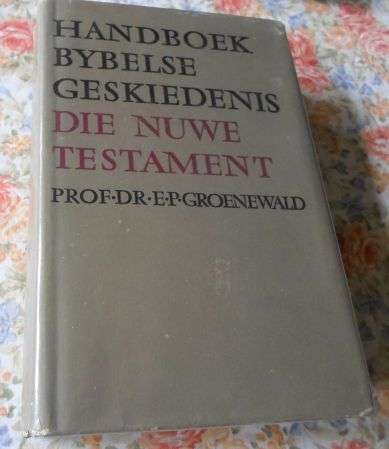 HANDBOEK
BYBELSE
GESKIEDENIS
DIE NUWE
TESTAMENT
PROF·DR·E·P·GROENEWALD